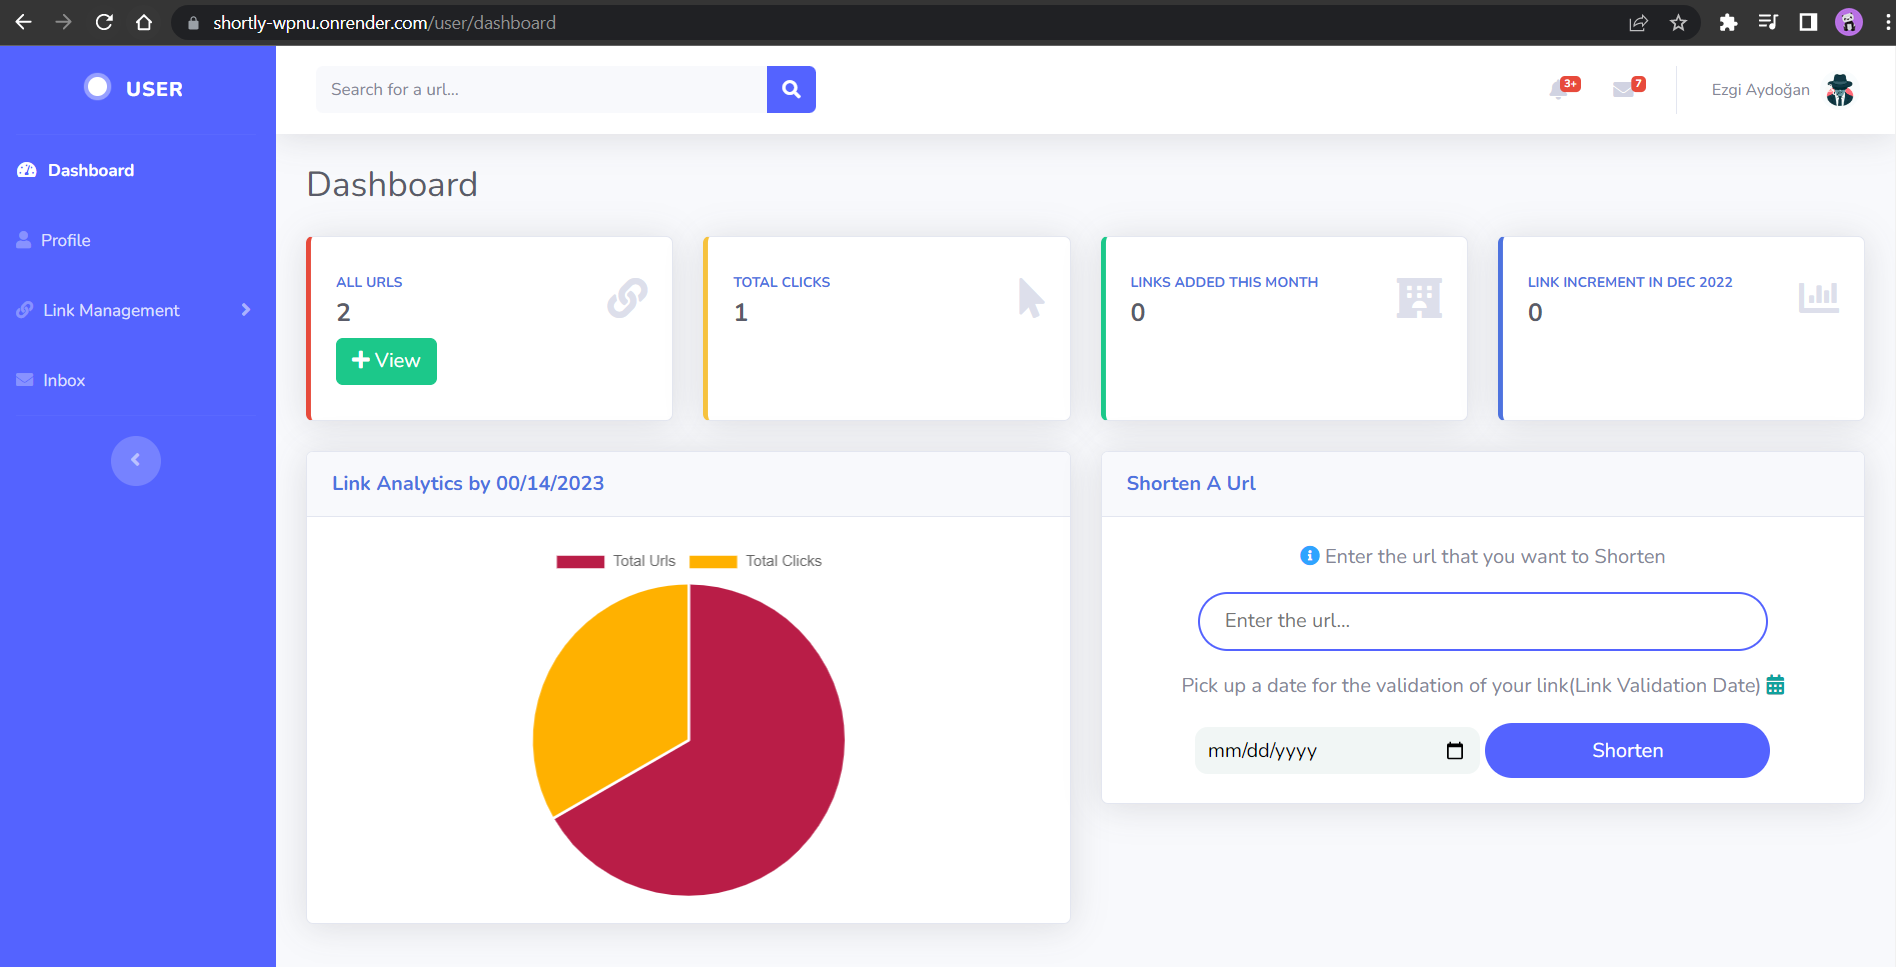 shortly-wpnu.onrender.com/user/dashboard
USER
Dashboard
Profile
Link Management
Inbox
Search for a url...
3+
7
Ezgi Aydoğan
Dashboard
ALL URLS
2
View
TOTAL CLICKS
1
LINKS ADDED THIS MONTH
0
LINK INCREMENT IN DEC 2022
0
Link Analytics by 00/14/2023
Total Urls Total Clicks
Shorten A Url
Enter the url that you want to Shorten
Enter the url...
Pick up a date for the validation of your link(Link Validation Date)
mm/dd/yyyy
Shorten